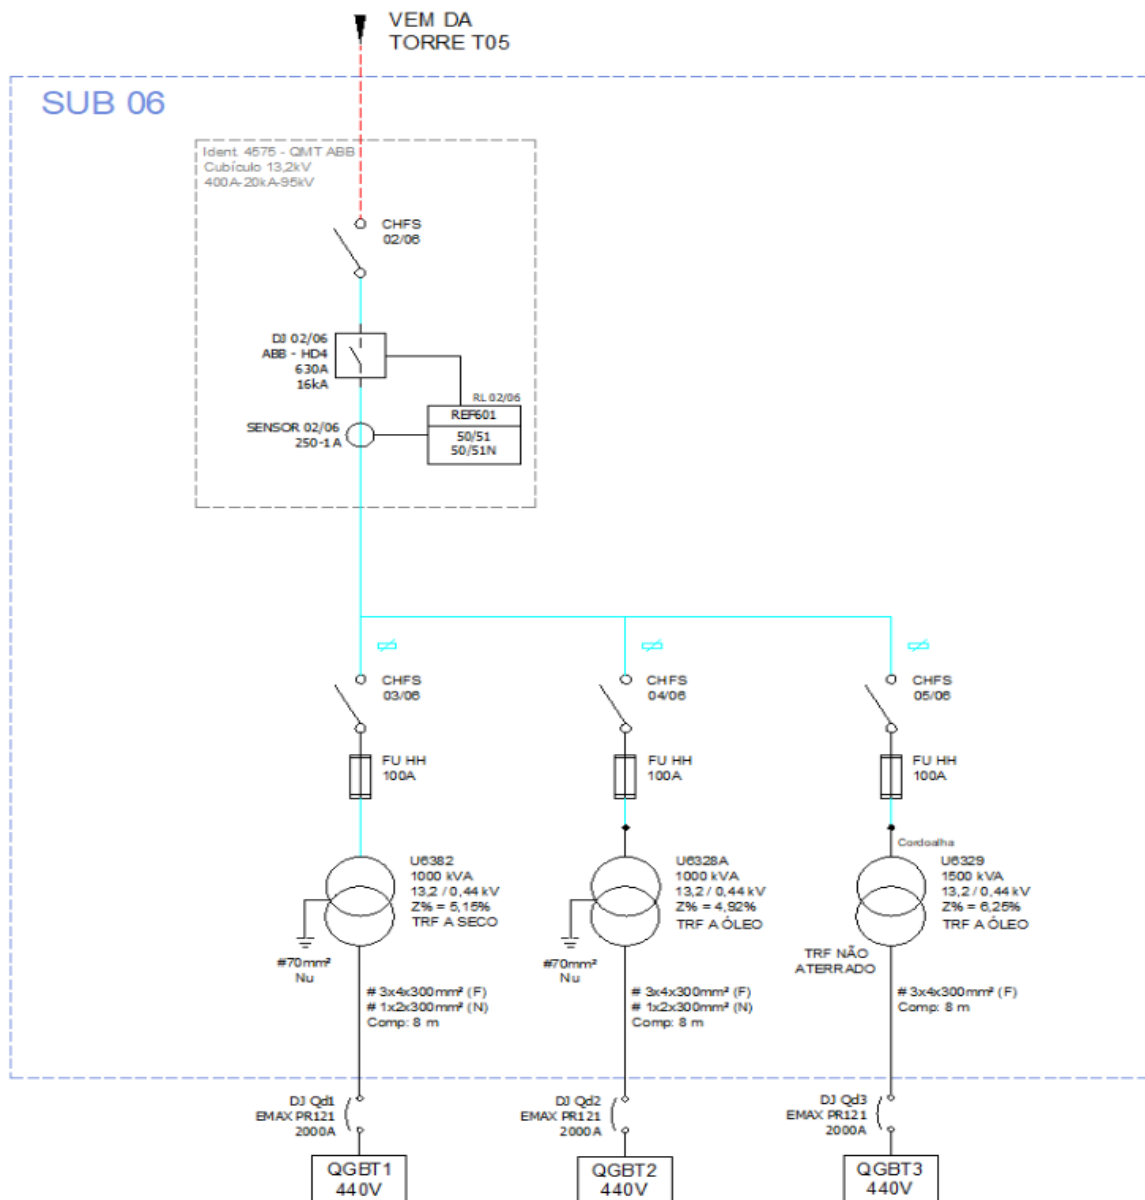 VEM DA
TORRE T05
SUB 06
Ident. 4575 - QMT ABB
Cubículo 13,2kV
400A-20kA-95kV
CHFS
02/06
DJ 02/06
ABB - HD4
630A
16kA
RL 02/06
REF601
50/51
50/51N
SENSOR 02/06
250-1A
CHFS
03/06
CHFS
04/06
CHFS
05/06
FU HH
100A
FU HH
100A
FU HH
100A
Cordoalha
U6382
1000 kVA
13,2 / 0,44 kV
Z% = 5,15%
TRF A SECO
#70mm²
Nu
U6328A
1000 kVA
13,2 / 0,44 kV
Z% = 4,92%
TRF A ÓLEO
#70mm²
Nu
U6329
1500 kVA
13,2 / 0,44 kV
Z% = 6,25%
TRF A ÓLEO
TRF NÃO
ATERRADO
# 3x4x300mm² (F)
# 1x2x300mm² (N)
Comp: 8 m
# 3x4x300mm² (F)
# 1x2x300mm² (N)
Comp: 8 m
# 3x4x300mm² (F)
Comp: 8 m
DJ Qd1
EMAX PR121
2000A
DJ Qd2
EMAX PR121
2000A
DJ Qd3
EMAX PR121
2000A
QGBT1
440V
QGBT2
440V
QGBT3
440V